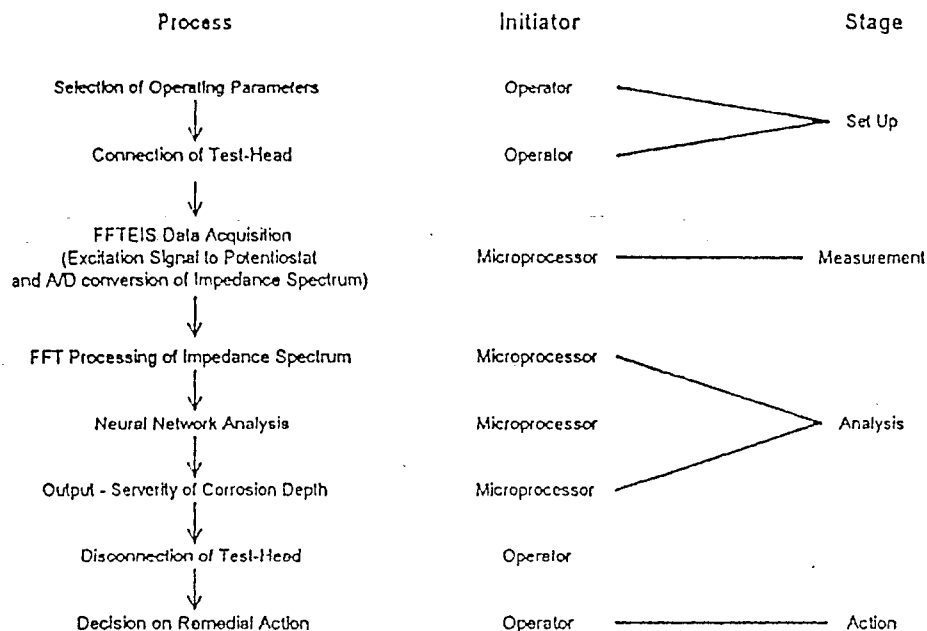 Process Initiator Stage
Selection of Operating Parameters Operator
Set Up
Connection of Test-Head Operator
FFTEIS Data Acquisition
(Excitation Signal to Potentiostat Microprocessor Measurement
and A/D conversion of Impedance Spectrum)
FFT Processing of Impedance Spectrum Microprocessor
Neural Network Analysis Microprocessor Analysis
Output - Serverity of Corrosion Depth Microprocessor
Disconnection of Test-Head Operator
Decision on Remedial Action Operator Action